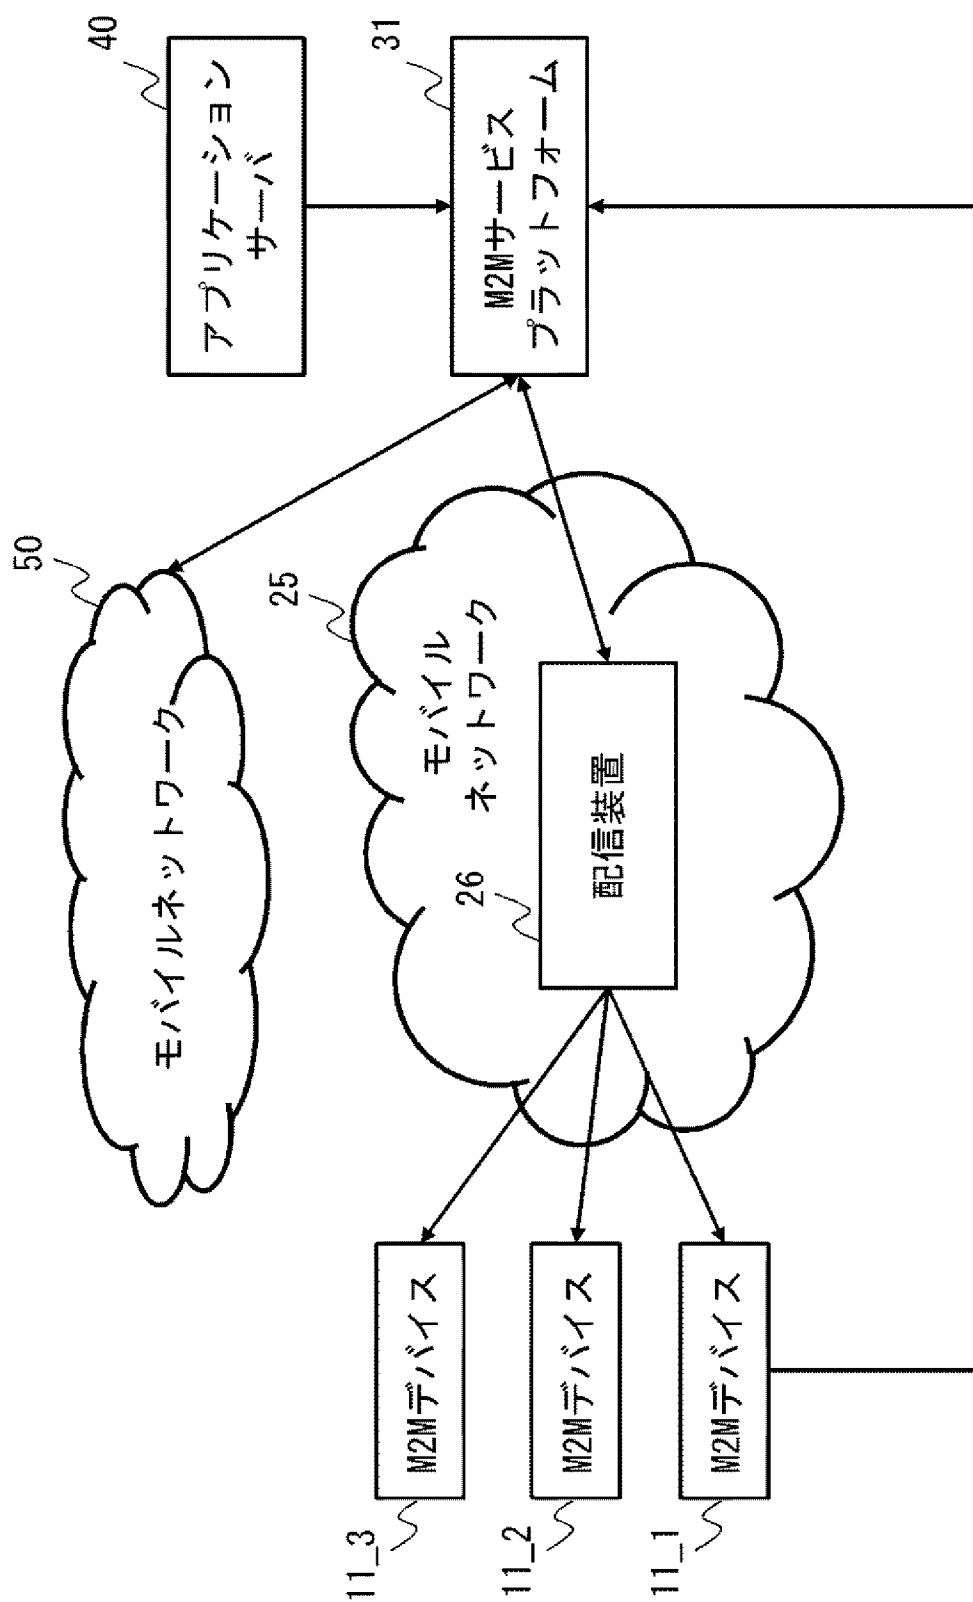 40
アプリケーション
サーバ
31
M2Mサービス
プラットフォーム
50
モバイルネットワーク
25
モバイル
ネットワーク
26
配信装置
11_3
M2Mデバイス
11_2
M2Mデバイス
11_1
M2Mデバイス